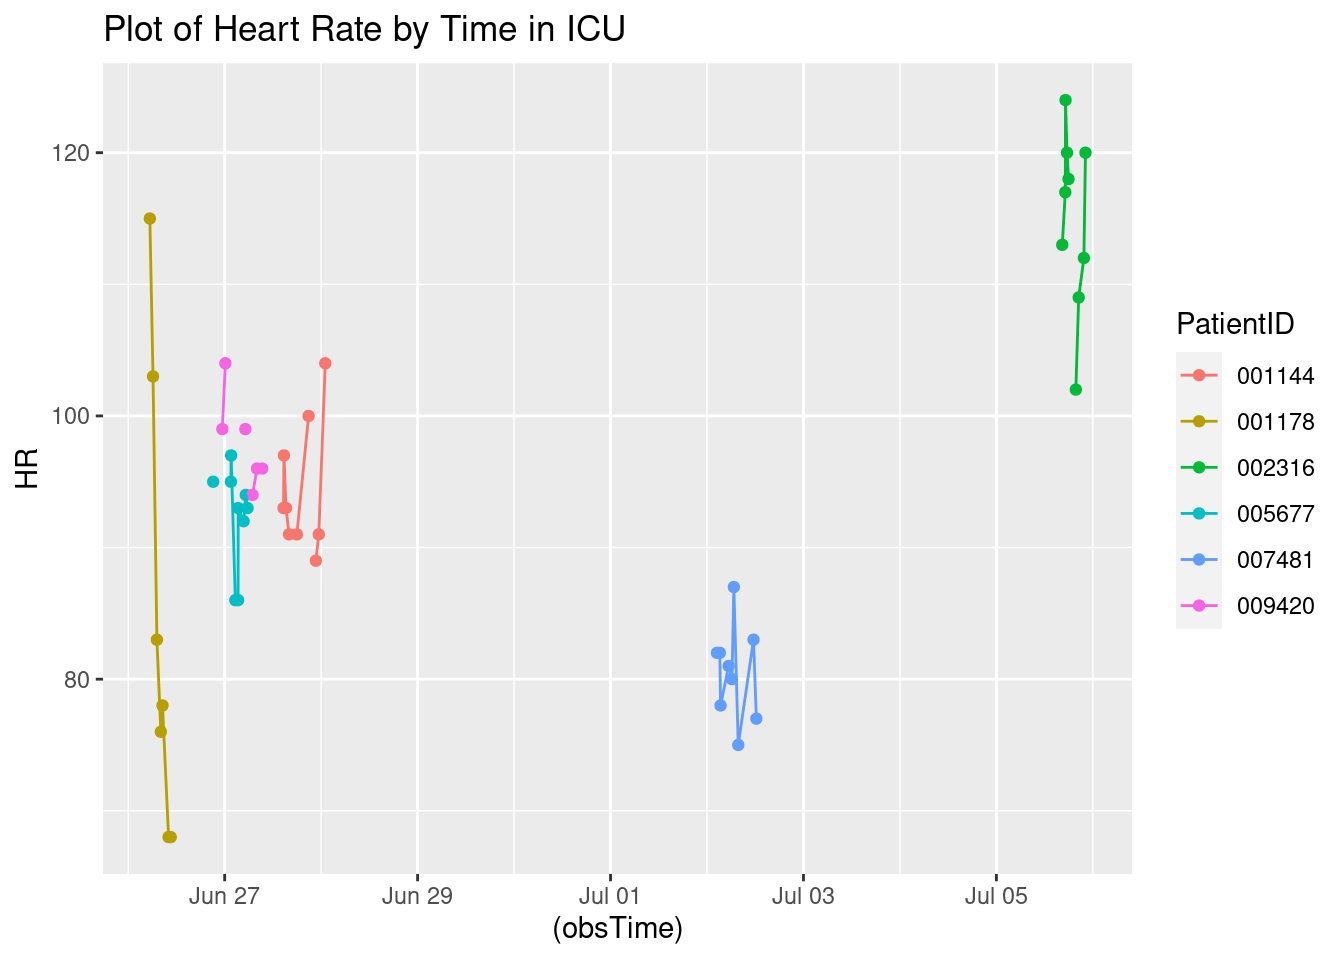 Plot of Heart Rate by Time in ICU
120
100
80
HR
Jun 27
Jun 29
Jul 01
Jul 03
Jul 05
(obsTime)
PatientID
001144
001178
002316
005677
007481
009420